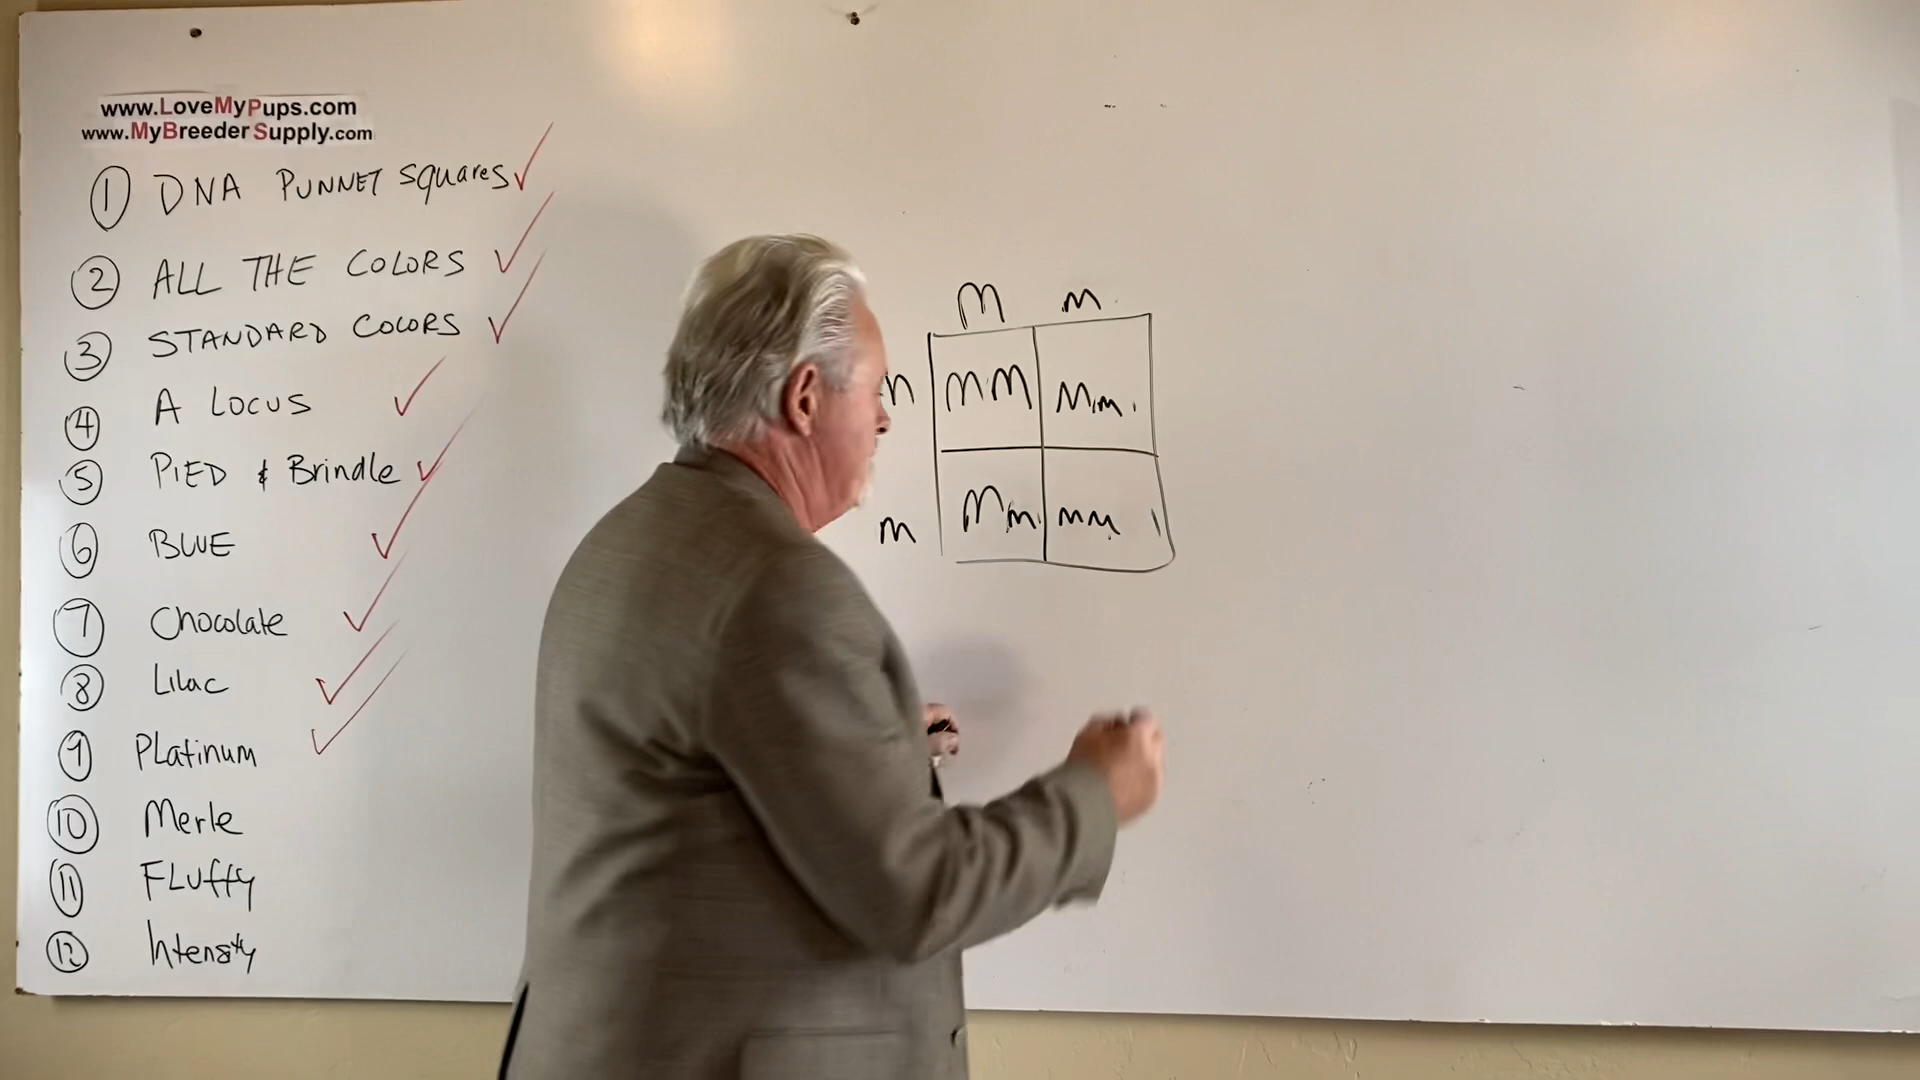 www.LoveMyPups.com
www.MyBreederSupply.com
1 DNA PUNNET SQuares ✓
2 ALL THE COLORS ✓
3 STANDARD COLORS ✓
4 A LOCUS ✓
5 PIED & Brindle ✓
6 BLUE ✓
7 Chocolate ✓
8 Lilac ✓
9 PLatinum ✓
10 Merle
11 FLuffy
12 Intensity
M m
MM Mm
m Mm mm